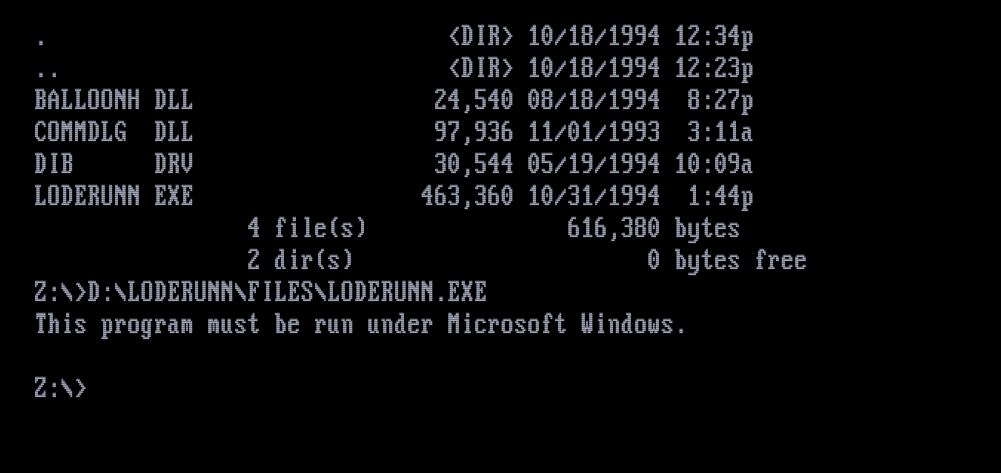 .                               <DIR> 10/18/1994 12:34p
..                              <DIR> 10/18/1994 12:23p
BALLOONH DLL                  24,540 08/18/1994  8:27p
COMMDLG  DLL                  97,936 11/01/1993  3:11a
DIB      DRV                  30,544 05/19/1994 10:09a
LODERUNN EXE                 463,360 10/31/1994  1:44p
                4 file(s)               616,380 bytes
                2 dir(s)                      0 bytes free
Z:\>D:\LODERUNN\FILES\LODERUNN.EXE
This program must be run under Microsoft Windows.
Z:\>